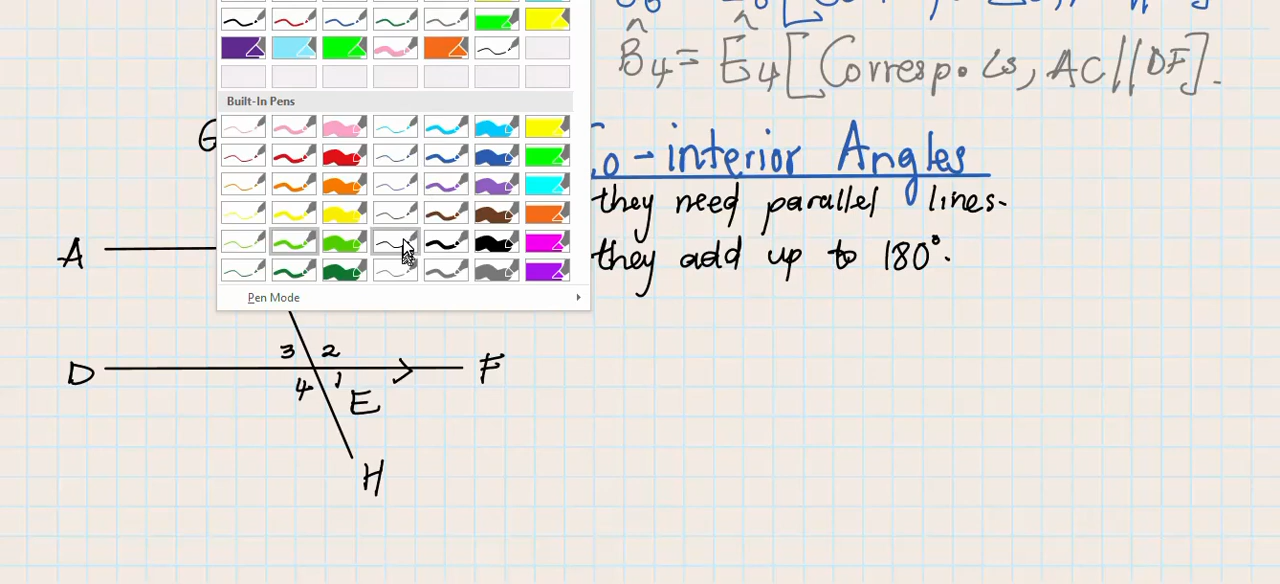 B̂4 = Ê4 [Correspo. ∠s, AC//DF].
Built-In Pens
G
Co-interior Angles
they need parallel lines.
A
they add up to 180°.
Pen Mode
3 2
D F
4 1
E
H